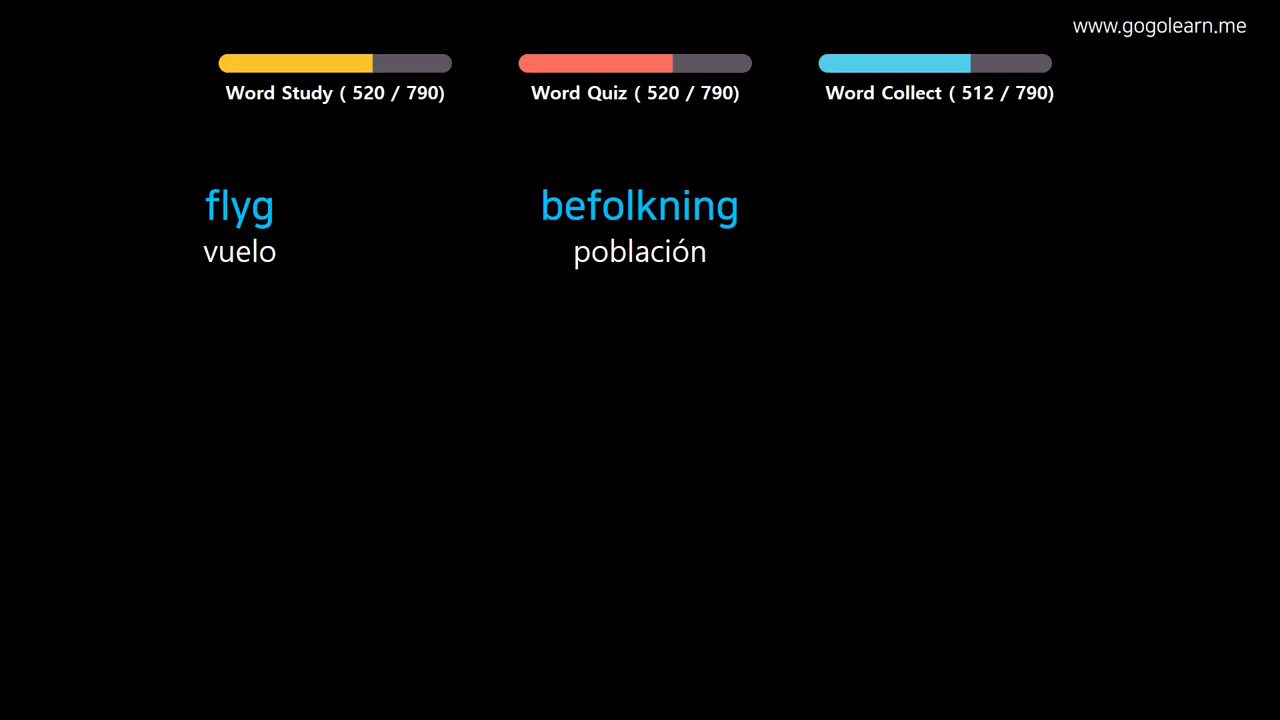 www.gogolearn.me
Word Study ( 520 / 790)
Word Quiz ( 520 / 790)
Word Collect ( 512 / 790)
flyg
vuelo
befolkning
población